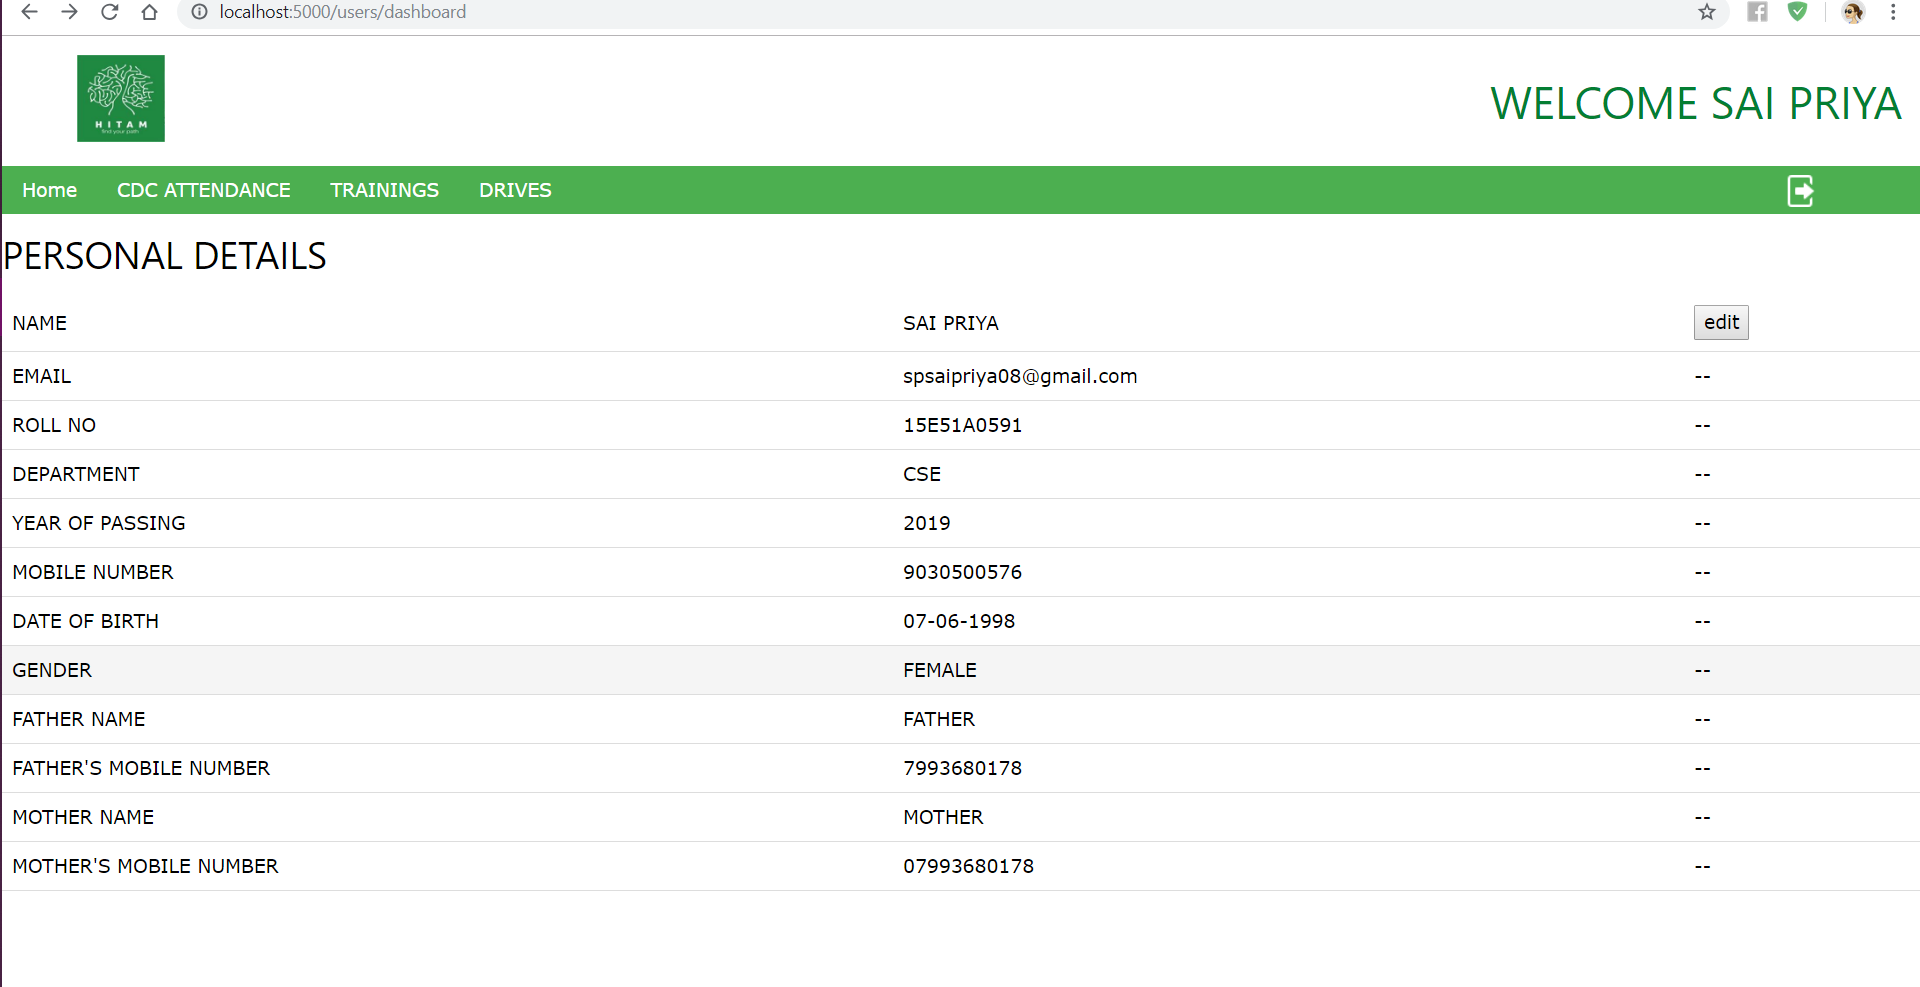 localhost:5000/users/dashboard
HITAM
find your path
WELCOME SAI PRIYA
Home CDC ATTENDANCE TRAININGS DRIVES
PERSONAL DETAILS
NAME SAI PRIYA edit
EMAIL spsaipriya08@gmail.com --
ROLL NO 15E51A0591 --
DEPARTMENT CSE --
YEAR OF PASSING 2019 --
MOBILE NUMBER 9030500576 --
DATE OF BIRTH 07-06-1998 --
GENDER FEMALE --
FATHER NAME FATHER --
FATHER'S MOBILE NUMBER 7993680178 --
MOTHER NAME MOTHER --
MOTHER'S MOBILE NUMBER 07993680178 --